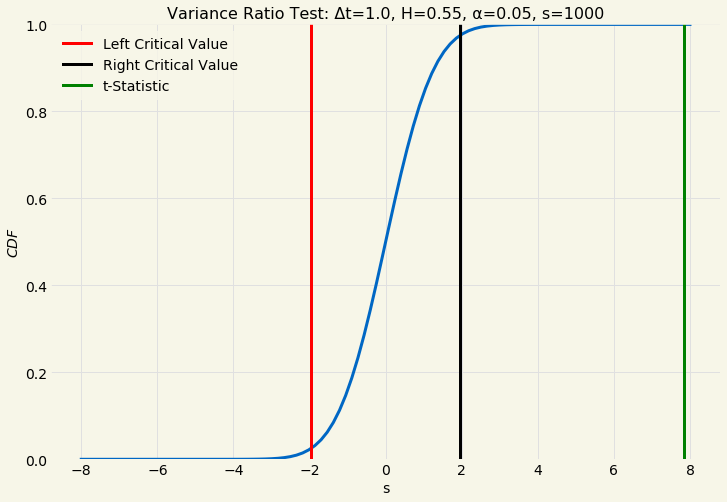 Variance Ratio Test: Δt=1.0, H=0.55, α=0.05, s=1000
Left Critical Value
Right Critical Value
t-Statistic
1.0
0.8
0.6
0.4
0.2
0.0
CDF
−8 −6 −4 −2 0 2 4 6 8
s